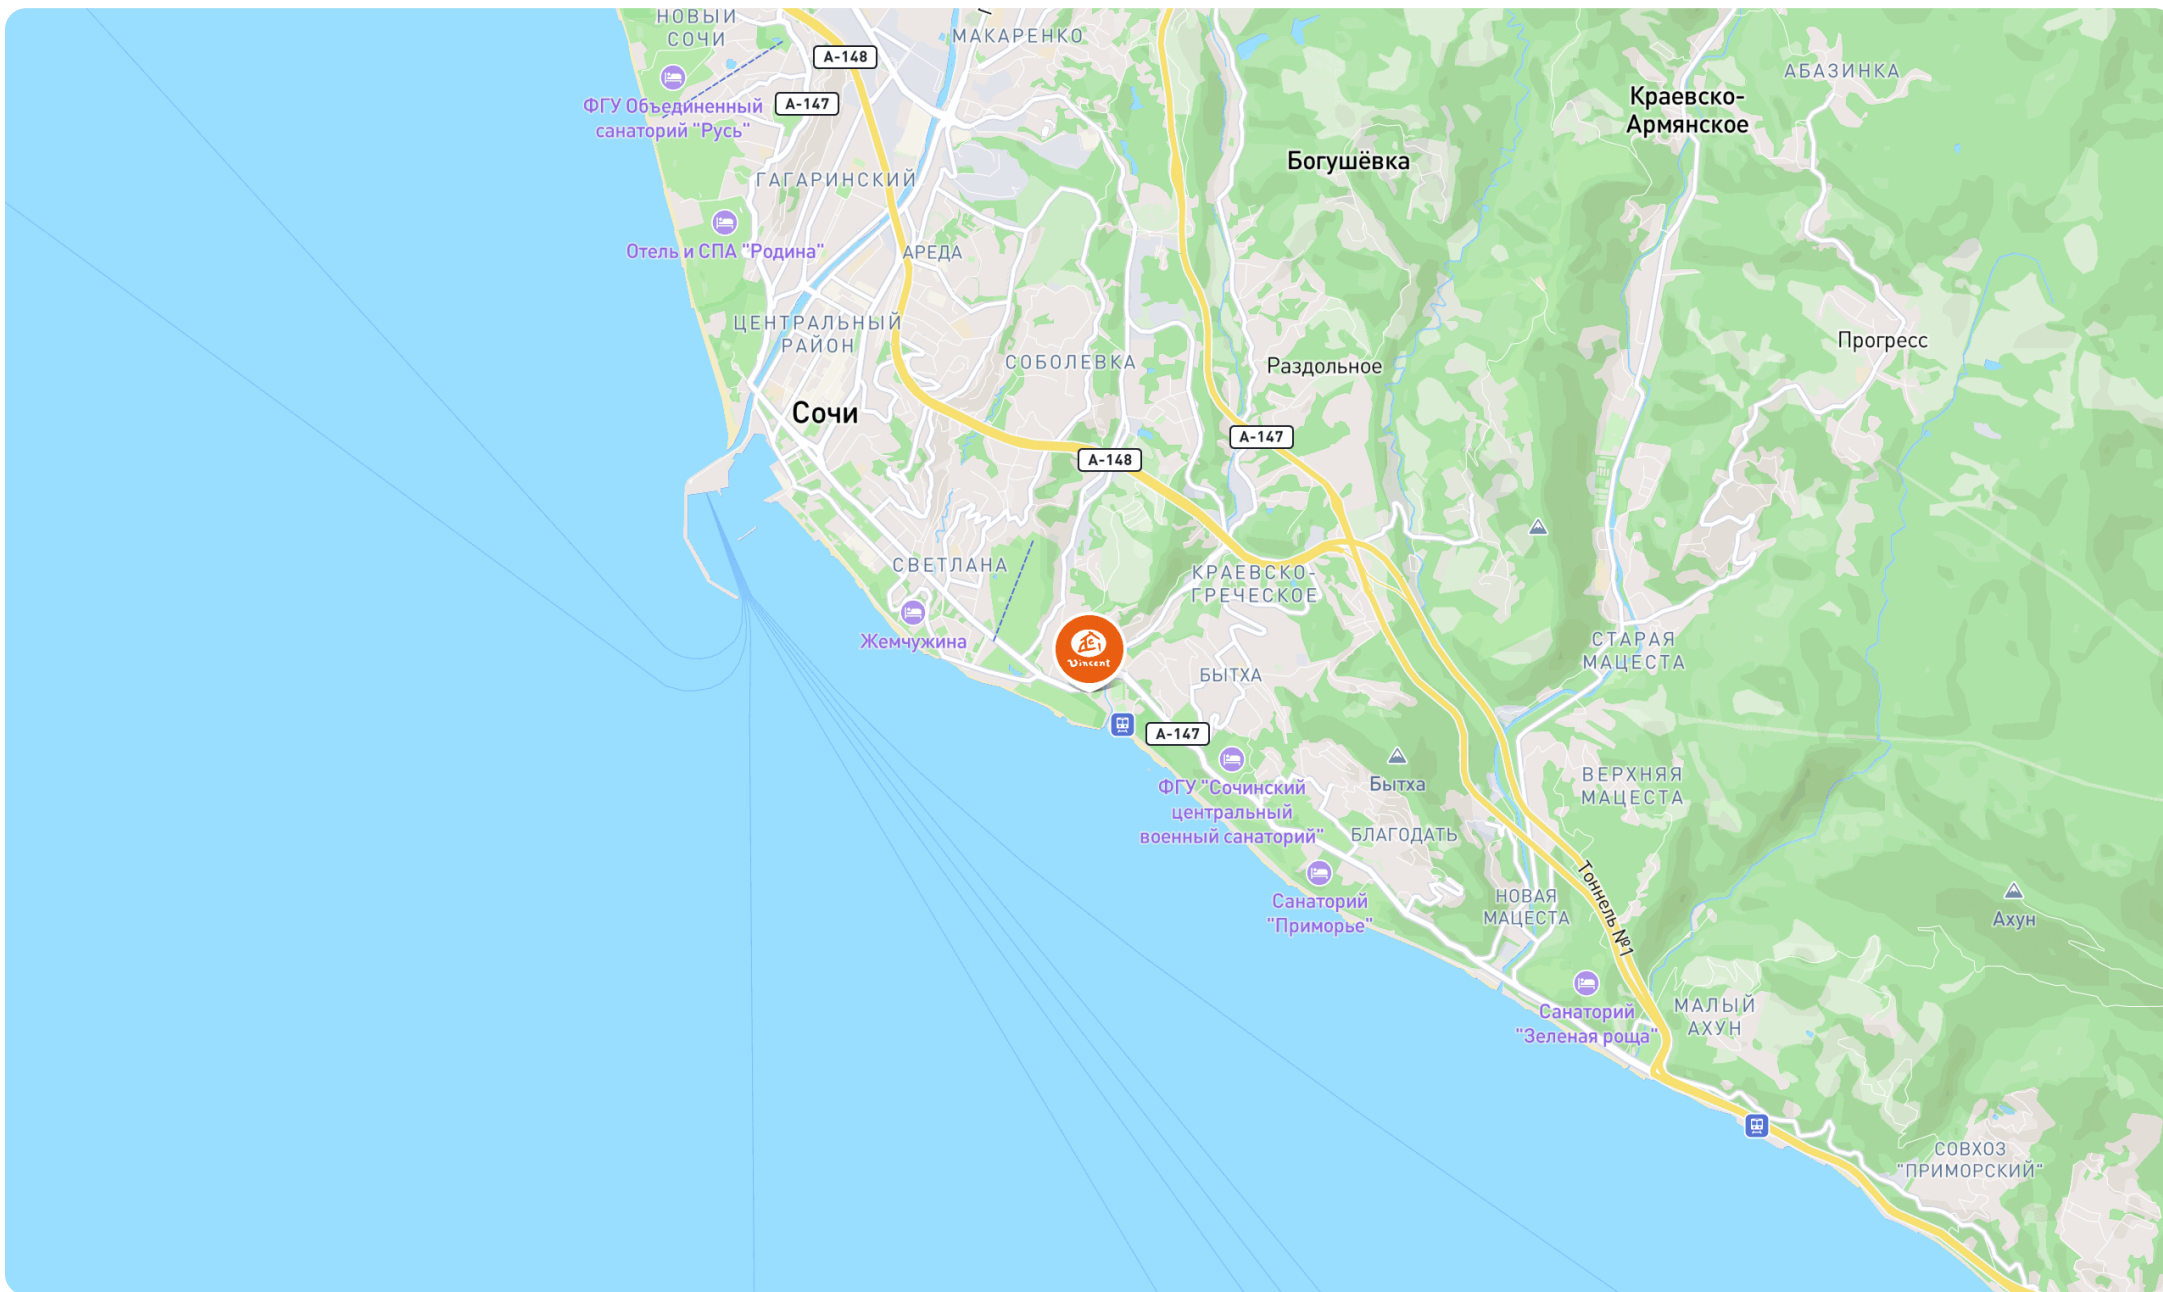 НОВЫЙ
СОЧИ
МАКАРЕНКО
А-148
АБАЗИНКА
ФГУ Объединенный
санаторий "Русь"
А-147
Краевско-
Армянское
Богушёвка
ГАГАРИНСКИЙ
Отель и СПА "Родина"
АРЕДА
ЦЕНТРАЛЬНЫЙ
РАЙОН
СОБОЛЕВКА
Раздольное
Прогресс
Сочи
А-147
А-148
СВЕТЛАНА
КРАЕВСКО-
ГРЕЧЕСКОЕ
Жемчужина
Vincent
СТАРАЯ
МАЦЕСТА
БЫТХА
А-147
ФГУ "Сочинский
центральный
военный санаторий"
Бытха
ВЕРХНЯЯ
МАЦЕСТА
БЛАГОДАТЬ
Санаторий
"Приморье"
НОВАЯ
МАЦЕСТА
Тоннель №1
Ахун
Санаторий
"Зеленая роща"
МАЛЫЙ
АХУН
СОВХОЗ
"ПРИМОРСКИЙ"